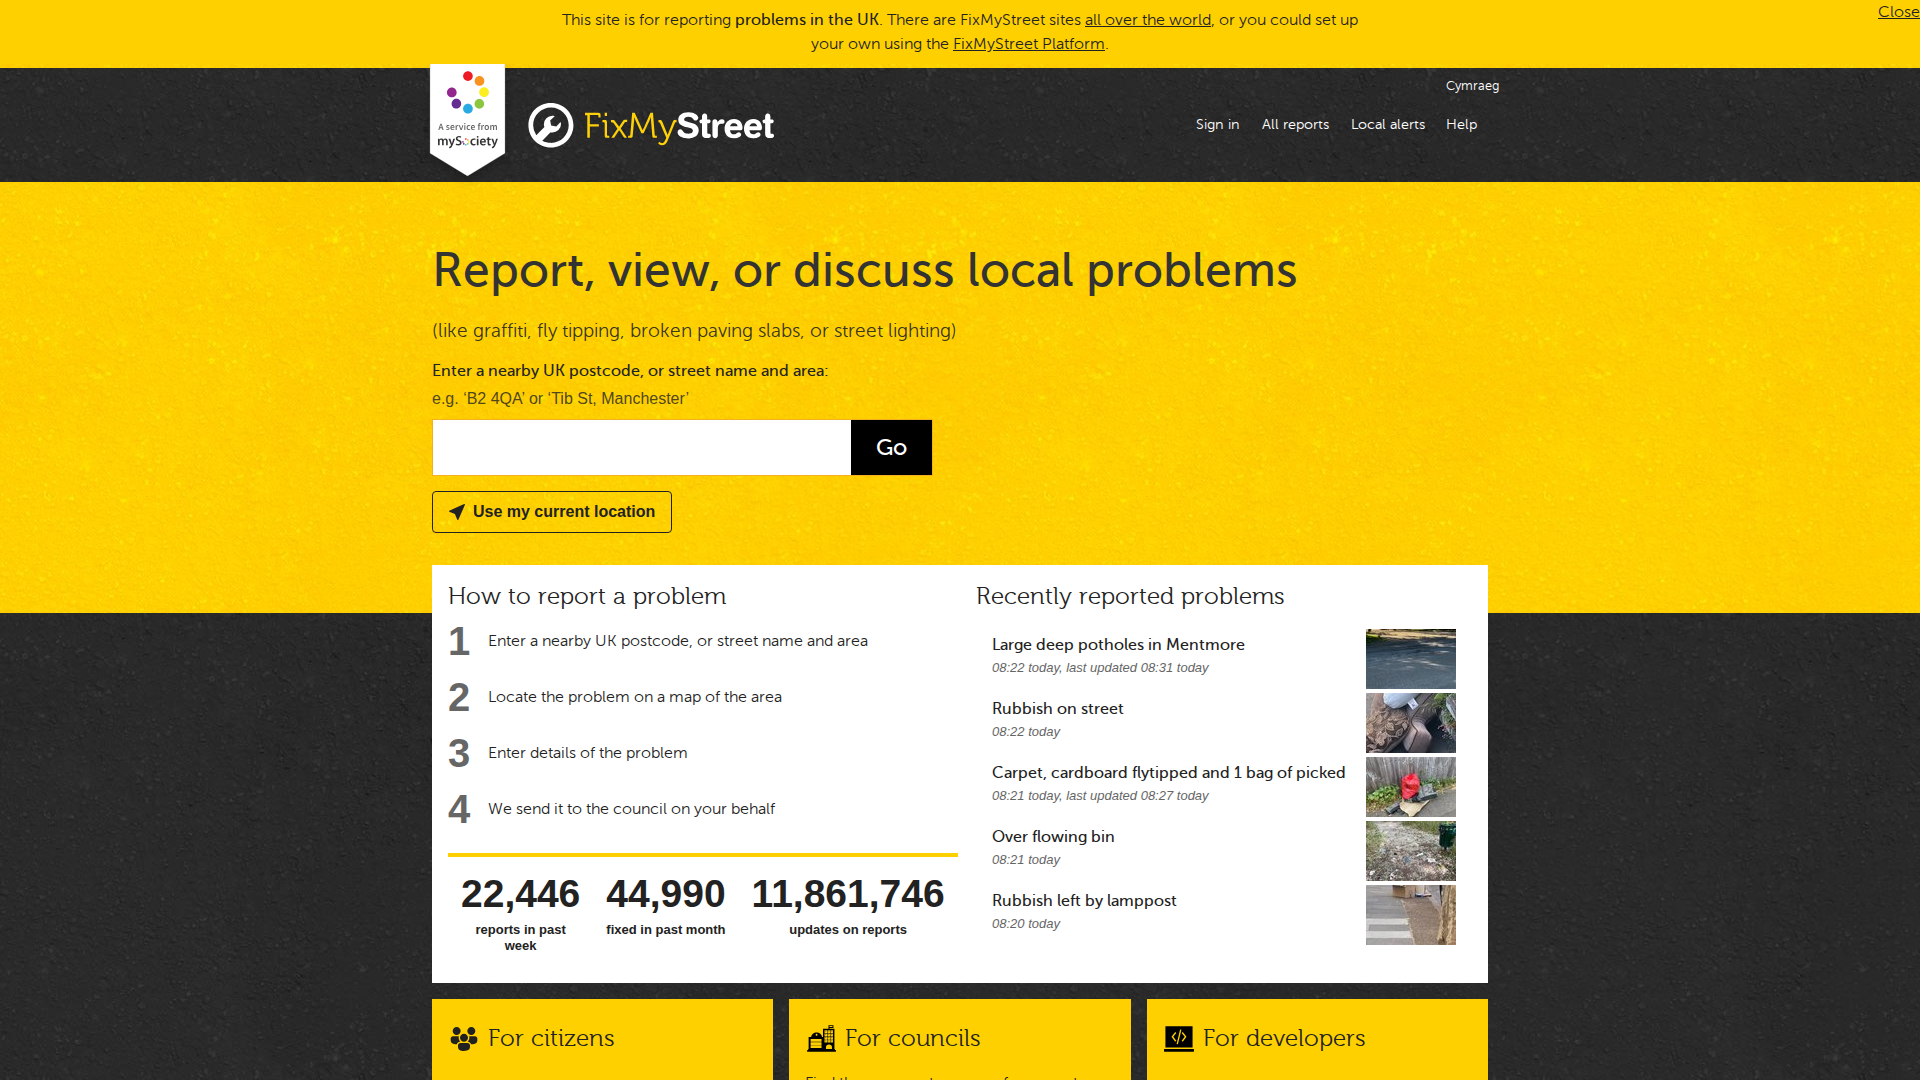 This site is for reporting problems in the UK. There are FixMyStreet sites all over the world, or you could set up
your own using the FixMyStreet Platform.
Close
A service from
mySociety
FixMyStreet
Cymraeg
Sign in
All reports
Local alerts
Help
Report, view, or discuss local problems
(like graffiti, fly tipping, broken paving slabs, or street lighting)
Enter a nearby UK postcode, or street name and area:
e.g. ‘B2 4QA’ or ‘Tib St, Manchester’
Go
Use my current location
How to report a problem
1 Enter a nearby UK postcode, or street name and area
2 Locate the problem on a map of the area
3 Enter details of the problem
4 We send it to the council on your behalf
22,446
reports in past
week
44,990
fixed in past month
11,861,746
updates on reports
Recently reported problems
Large deep potholes in Mentmore
08:22 today, last updated 08:31 today
Rubbish on street
08:22 today
Carpet, cardboard flytipped and 1 bag of picked
08:21 today, last updated 08:27 today
Over flowing bin
08:21 today
Rubbish left by lamppost
08:20 today
For citizens
For councils
For developers